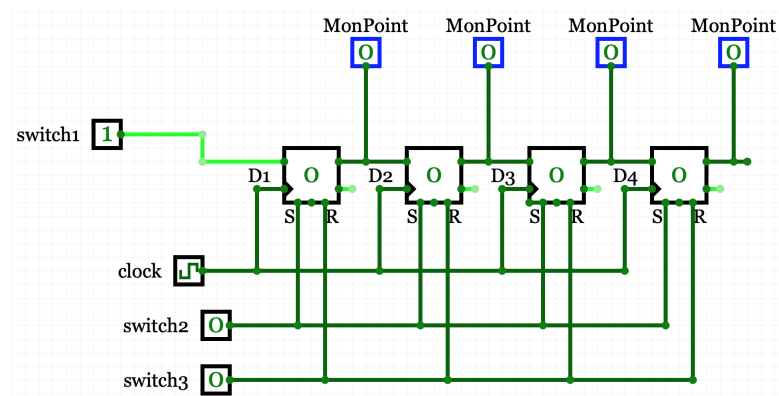 MonPoint MonPoint MonPoint MonPoint
0 0 0 0
switch1 1
0 0 0 0
D1 D2 D3 D4
S R S R S R S R
clock
switch2 0
switch3 0